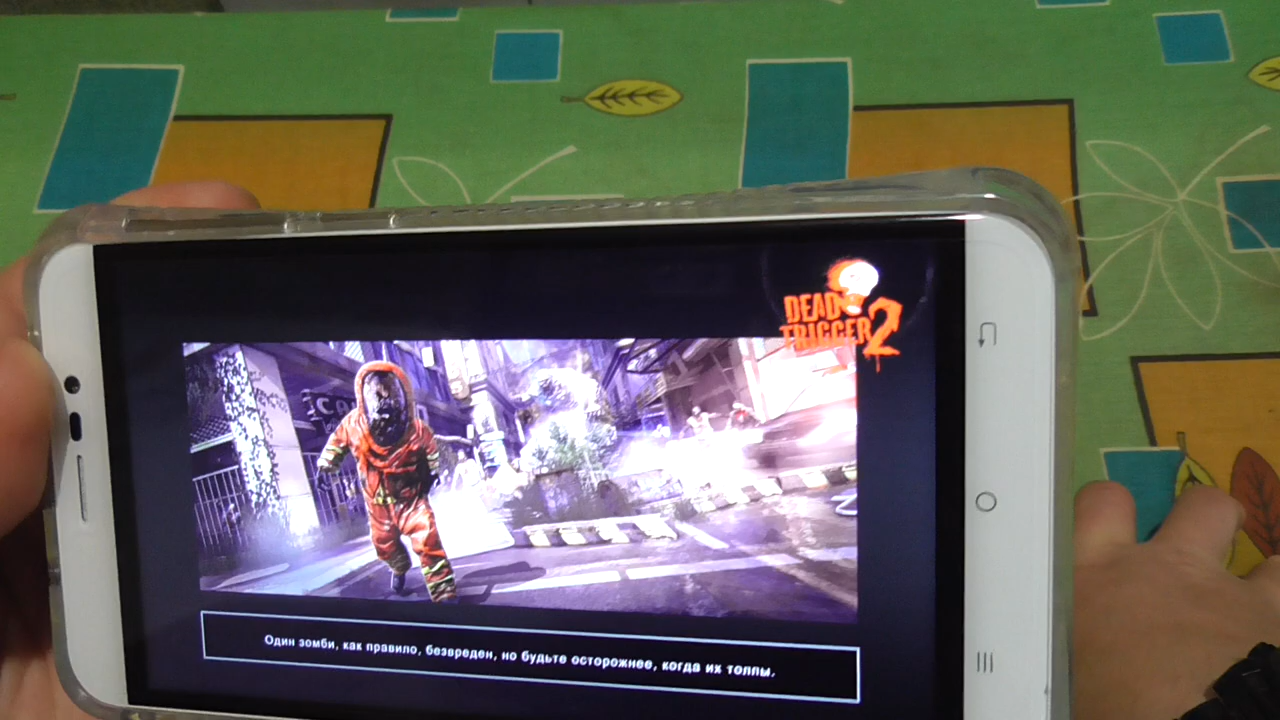 DEAD
TRIGGER 2
Один зомби, как правило, безвреден, но будьте осторожнее, когда их толпы.